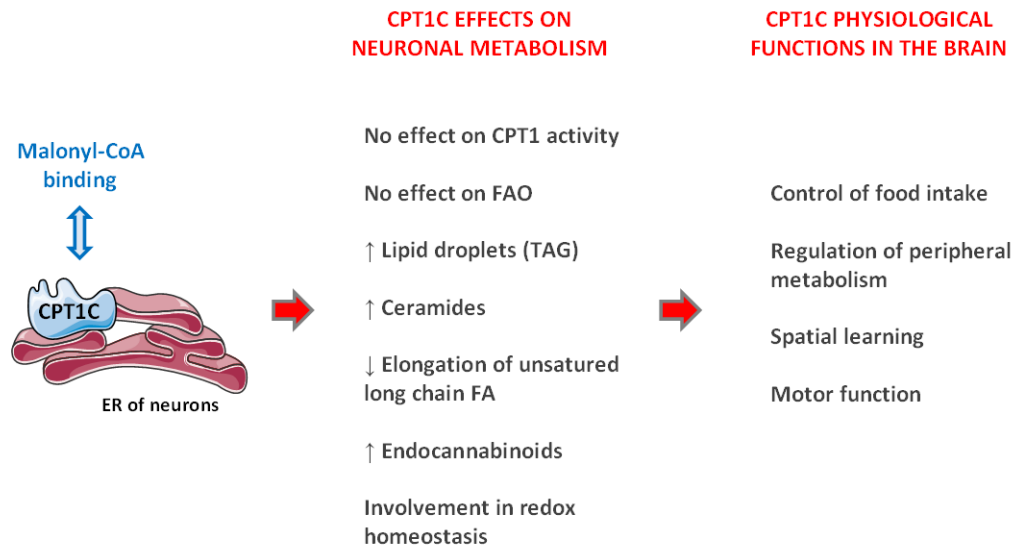 CPT1C EFFECTS ON
NEURONAL METABOLISM
CPT1C PHYSIOLOGICAL
FUNCTIONS IN THE BRAIN
Malonyl-CoA
binding
CPT1C
ER of neurons
No effect on CPT1 activity
No effect on FAO
↑ Lipid droplets (TAG)
↑ Ceramides
↓ Elongation of unsatured
long chain FA
↑ Endocannabinoids
Involvement in redox
homeostasis
Control of food intake
Regulation of peripheral
metabolism
Spatial learning
Motor function